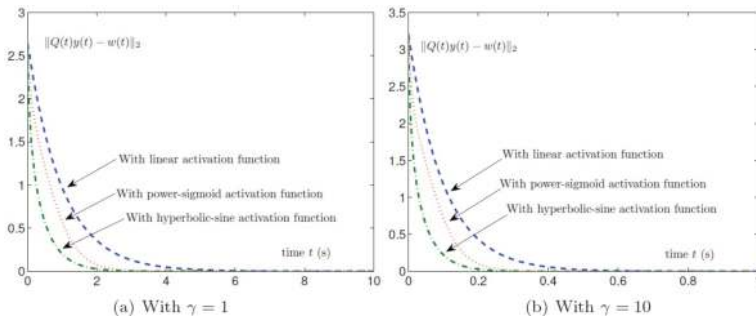 3
2.5
2
1.5
1
0.5
0
0
2
4
6
8
10
‖Q(t)y(t) − w(t)‖₂
With linear activation function
With power-sigmoid activation function
With hyperbolic-sine activation function
time t (s)
(a) With γ = 1
3.5
3
2.5
2
1.5
1
0.5
0
0
0.2
0.4
0.6
0.8
‖Q(t)y(t) − w(t)‖₂
With linear activation function
With power-sigmoid activation function
With hyperbolic-sine activation function
time t (s)
(b) With γ = 10